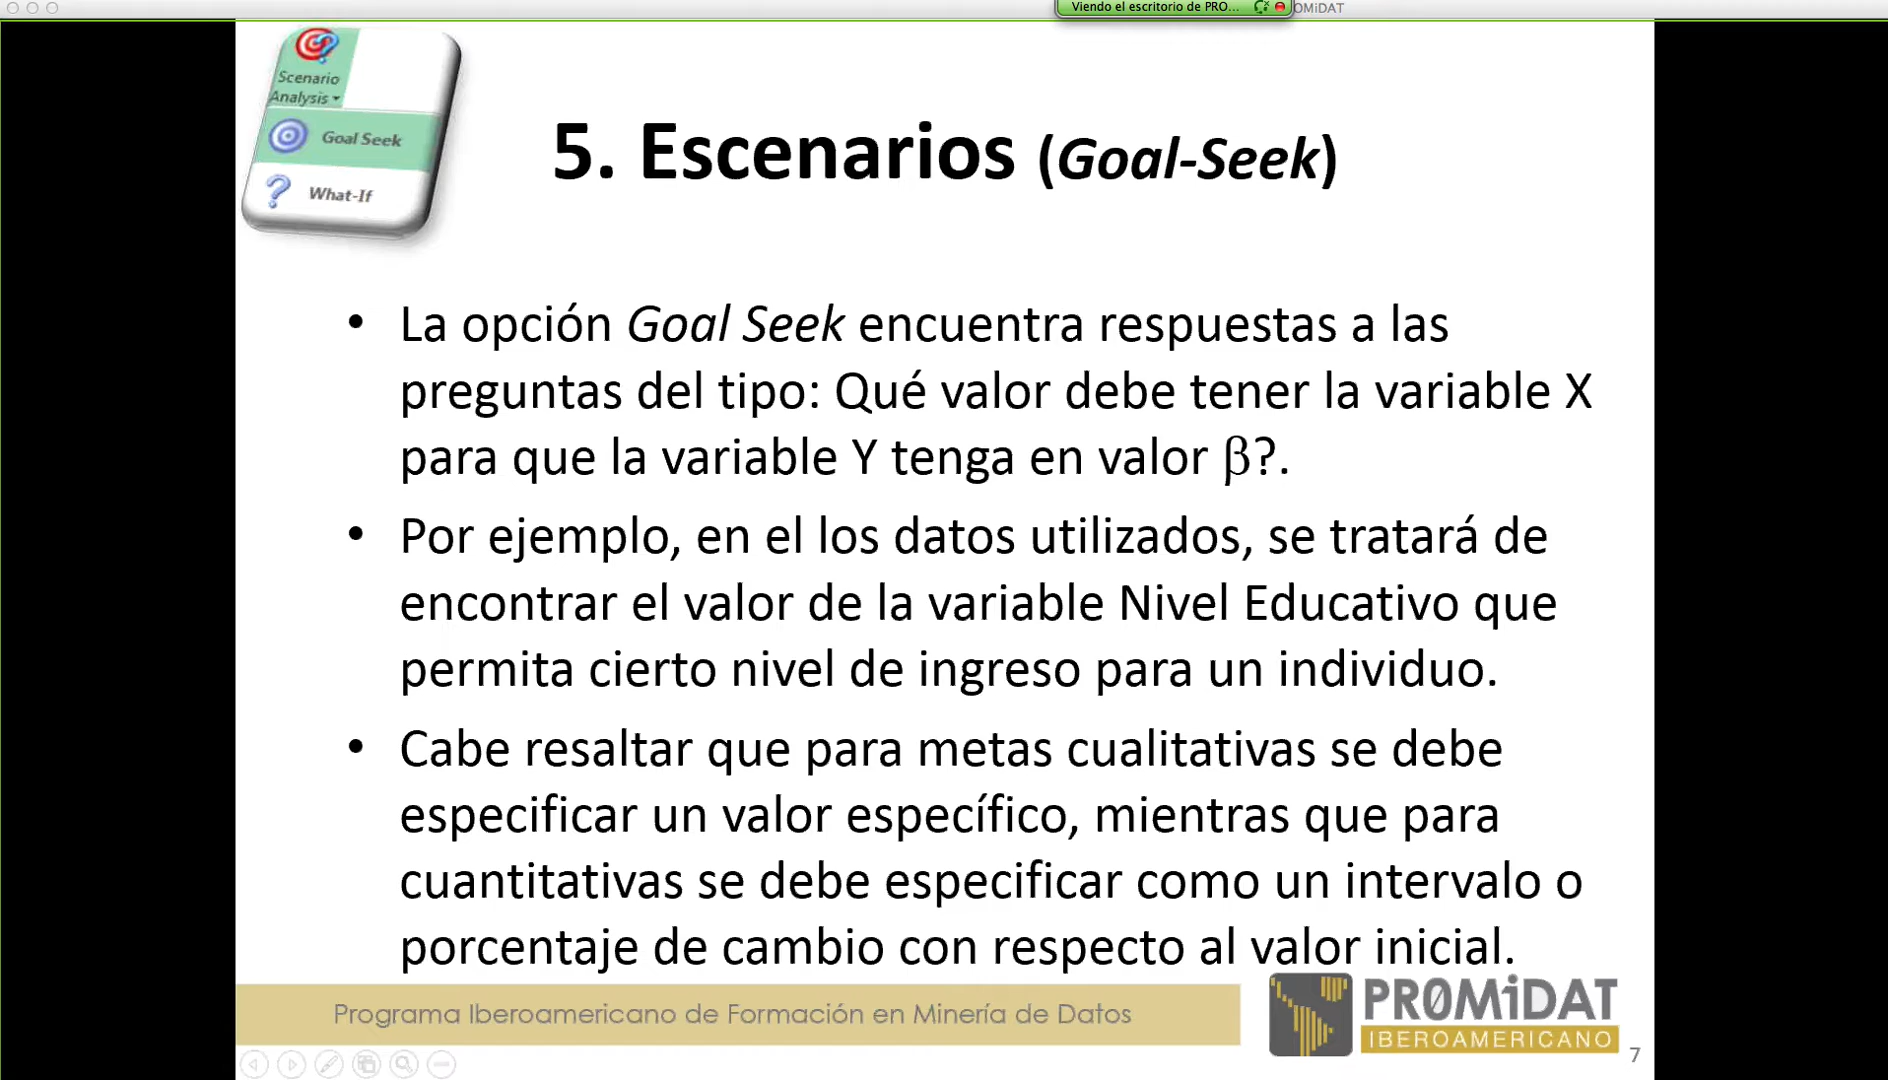 Viendo el escritorio de PRO...
OMiDAT
Scenario
Analysis
Goal Seek
What-If
5. Escenarios (Goal-Seek)
• La opción Goal Seek encuentra respuestas a las
preguntas del tipo: Qué valor debe tener la variable X
para que la variable Y tenga en valor β?.
• Por ejemplo, en el los datos utilizados, se tratará de
encontrar el valor de la variable Nivel Educativo que
permita cierto nivel de ingreso para un individuo.
• Cabe resaltar que para metas cualitativas se debe
especificar un valor específico, mientras que para
cuantitativas se debe especificar como un intervalo o
porcentaje de cambio con respecto al valor inicial.
Programa Iberoamericano de Formación en Minería de Datos
PROMiDAT
IBEROAMERICANO
7